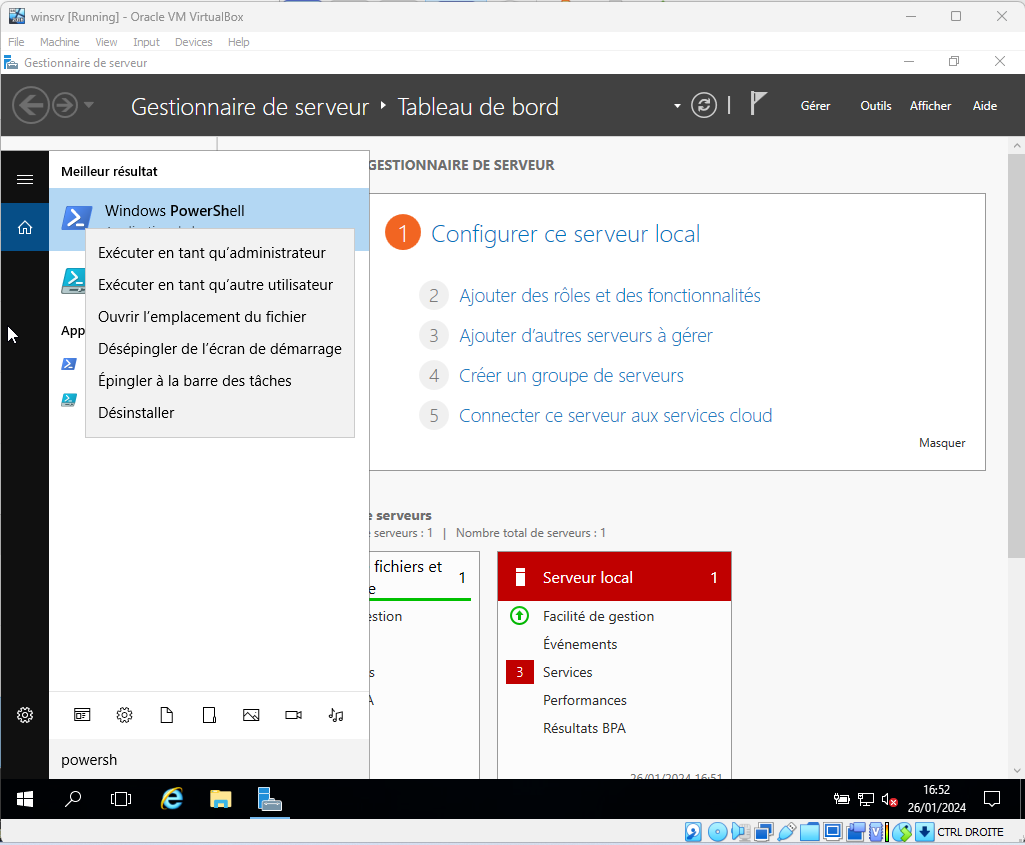 winsrv [Running] - Oracle VM VirtualBox
File Machine View Input Devices Help
Gestionnaire de serveur
Gestionnaire de serveur Tableau de bord
Gérer Outils Afficher Aide
Meilleur résultat
Windows PowerShell
Exécuter en tant qu'administrateur
Exécuter en tant qu'autre utilisateur
Ouvrir l'emplacement du fichier
Désépingler de l'écran de démarrage
Épingler à la barre des tâches
Désinstaller
App
powersh
GESTIONNAIRE DE SERVEUR
1 Configurer ce serveur local
2 Ajouter des rôles et des fonctionnalités
3 Ajouter d'autres serveurs à gérer
4 Créer un groupe de serveurs
5 Connecter ce serveur aux services cloud
Masquer
e serveurs
e serveurs : 1 | Nombre total de serveurs : 1
fichiers et
e
1
estion
s
A
Serveur local 1
Facilité de gestion
Événements
3 Services
Performances
Résultats BPA
26/01/2024 16:51
16:52
26/01/2024
CTRL DROITE